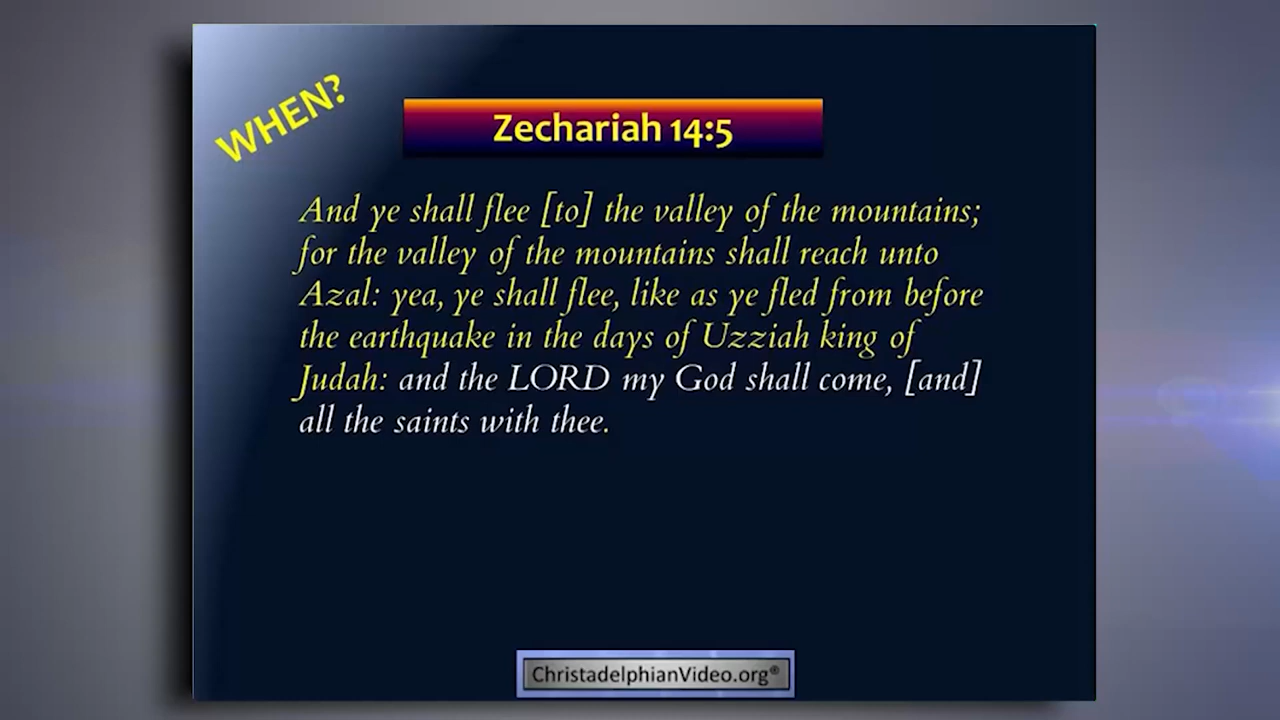 WHEN?
Zechariah 14:5
And ye shall flee [to] the valley of the mountains;
for the valley of the mountains shall reach unto
Azal: yea, ye shall flee, like as ye fled from before
the earthquake in the days of Uzziah king of
Judah: and the LORD my God shall come, [and]
all the saints with thee.
ChristadelphianVideo.org®